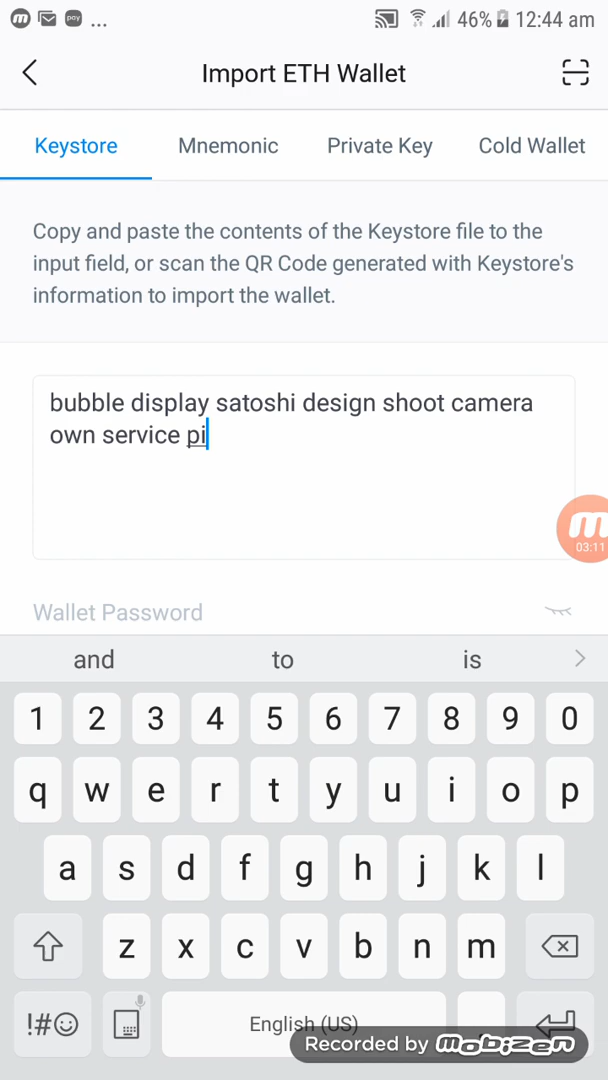 pay
...
46%
12:44 am
Import ETH Wallet
Keystore
Mnemonic
Private Key
Cold Wallet
Copy and paste the contents of the Keystore file to the
input field, or scan the QR Code generated with Keystore's
information to import the wallet.
bubble display satoshi design shoot camera
own service pi
03:11
Wallet Password
and to is
1 2 3 4 5 6 7 8 9 0
q w e r t y u i o p
a s d f g h j k l
z x c v b n m
!#☺ English (US)
Recorded by mobizen